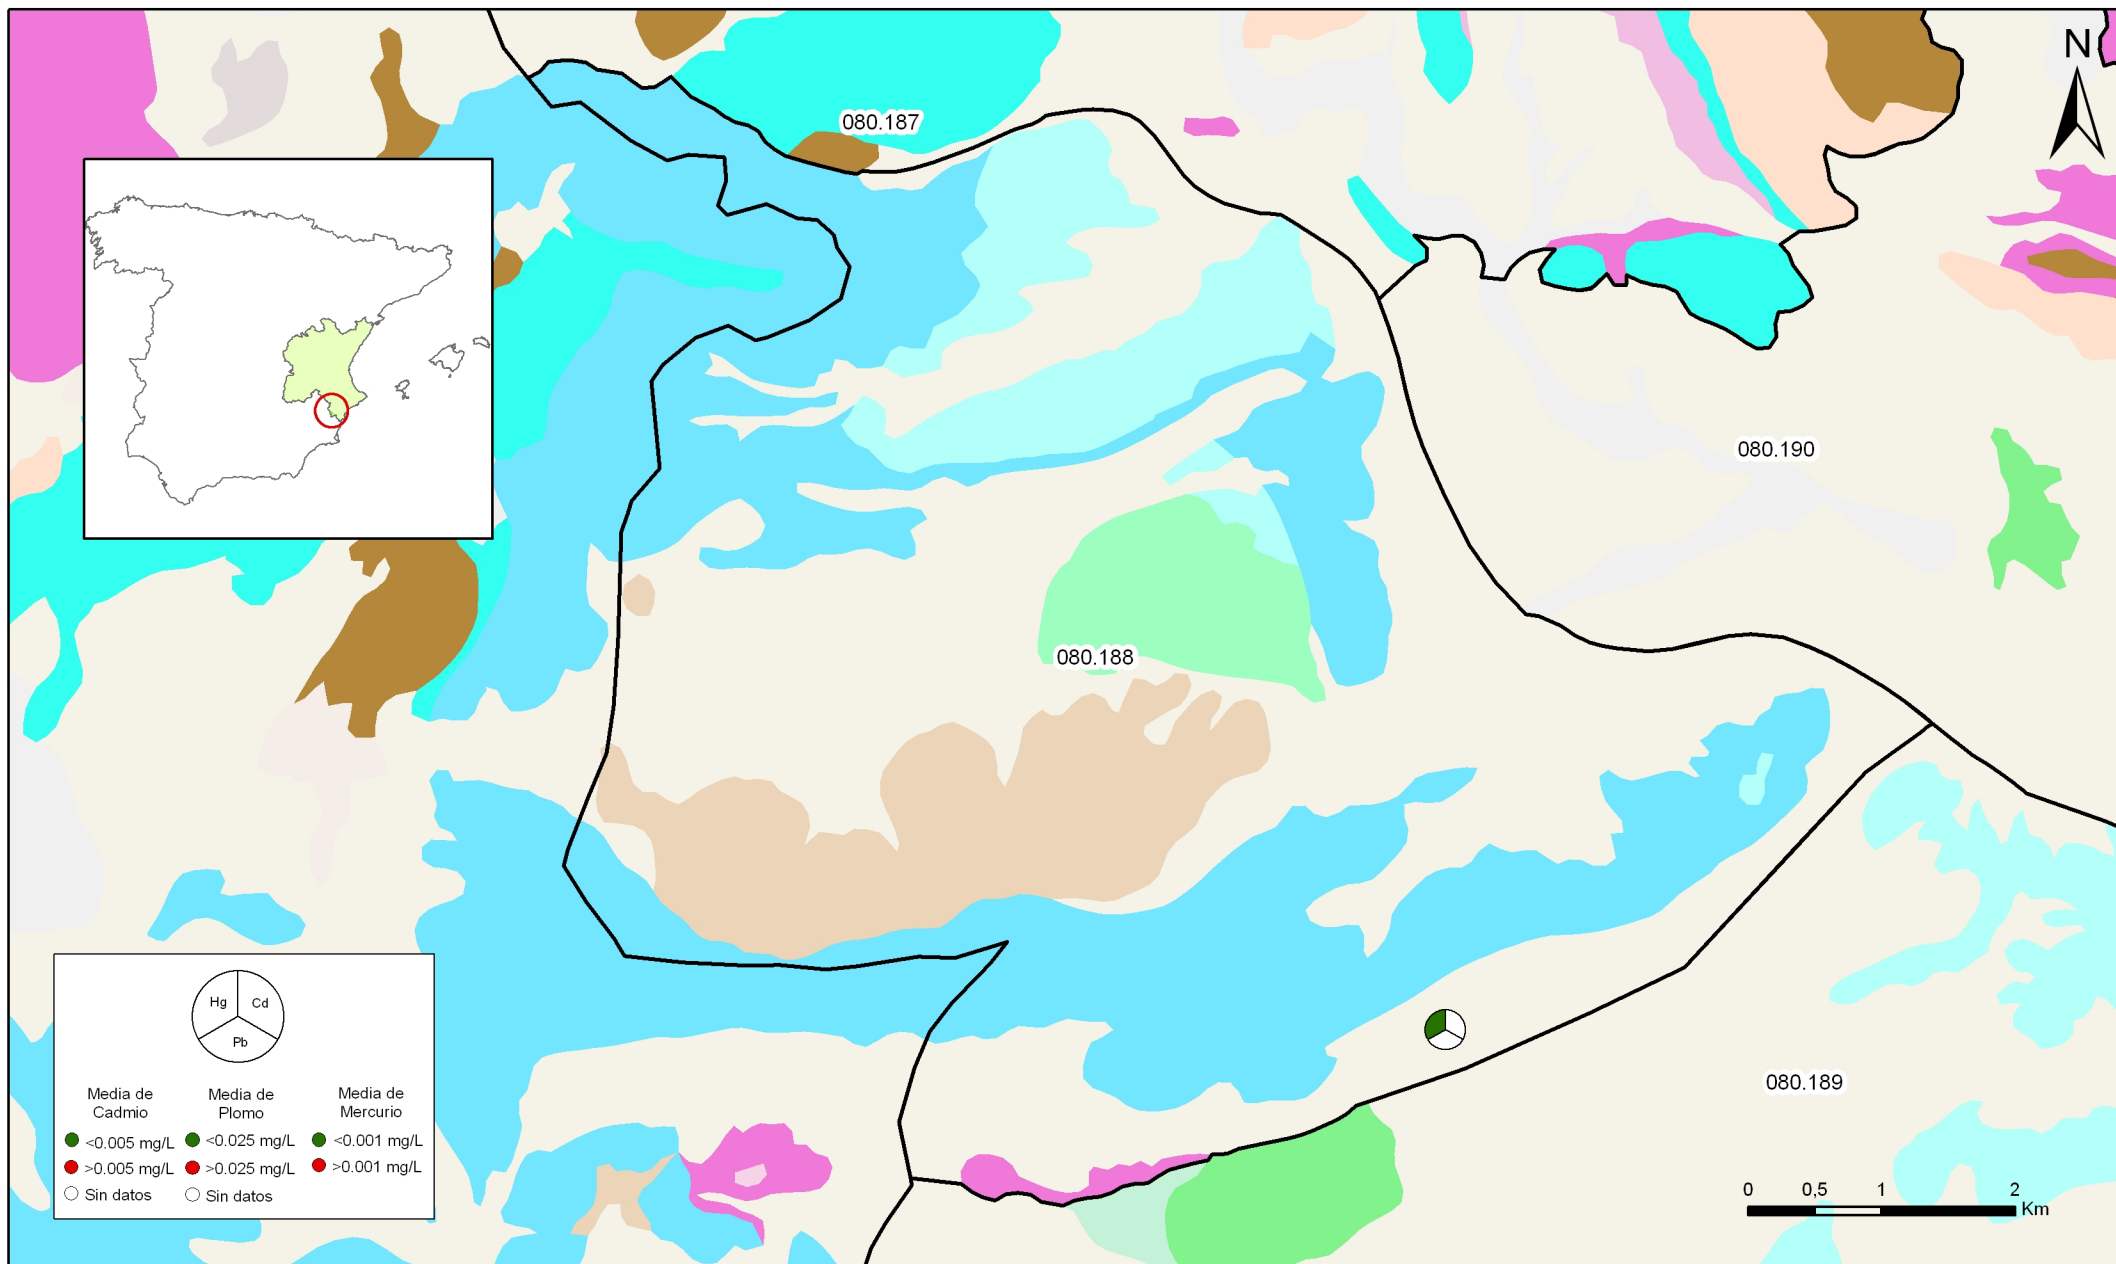 N
080.187
080.190
080.188
080.189
Hg
Cd
Pb
Media de
Cadmio
<0.005 mg/L
>0.005 mg/L
Sin datos
Media de
Plomo
<0.025 mg/L
>0.025 mg/L
Sin datos
Media de
Mercurio
<0.001 mg/L
>0.001 mg/L
0 0,5 1 2
Km